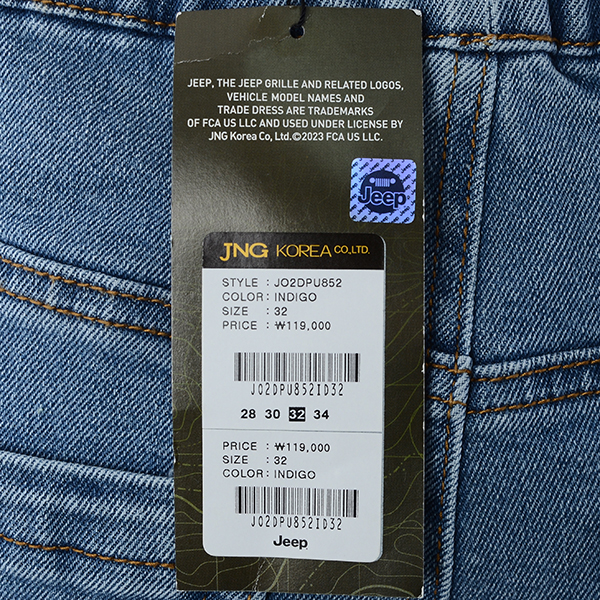 JEEP, THE JEEP GRILLE AND RELATED LOGOS,
VEHICLE MODEL NAMES AND
TRADE DRESS ARE TRADEMARKS
OF FCA US LLC AND USED UNDER LICENSE BY
JNG Korea Co, Ltd.©2023 FCA US LLC.
Jeep
JNG KOREA CO.,LTD.
STYLE : JO2DPU852
COLOR : INDIGO
SIZE : 32
PRICE : ₩119,000
JO2DPU852ID32
28 30 32 34
PRICE : ₩119,000
SIZE : 32
COLOR : INDIGO
JO2DPU852ID32
Jeep